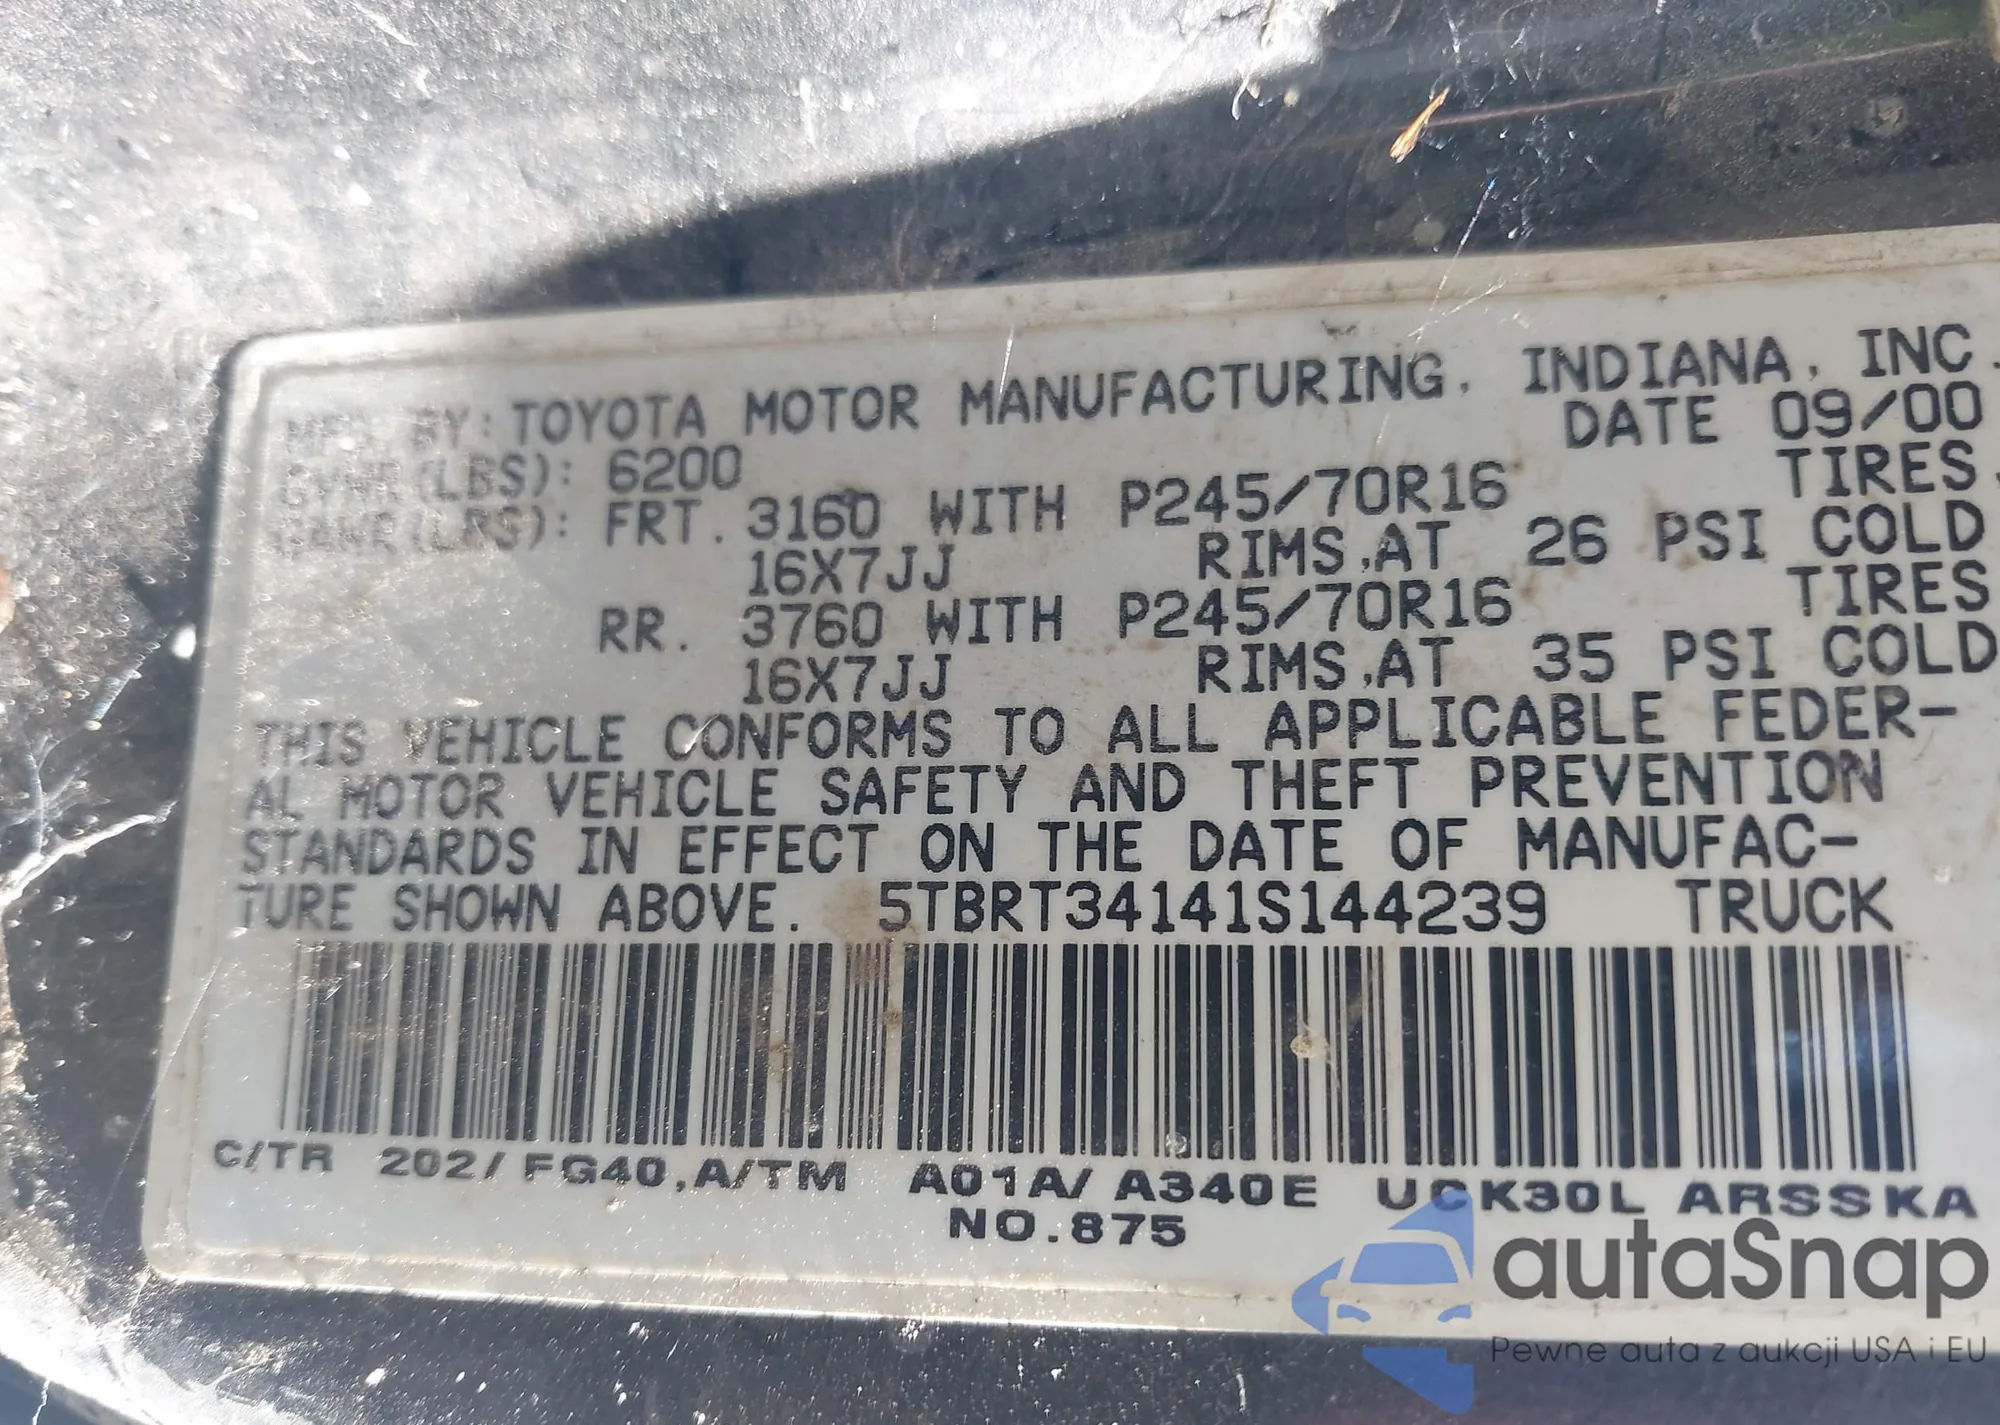 MFD. BY: TOYOTA MOTOR MANUFACTURING, INDIANA, INC.
DATE 09/00
GVWR(LBS): 6200
GAWR(LBS): FRT. 3160 WITH P245/70R16 TIRES,
16X7JJ RIMS,AT 26 PSI COLD
RR. 3760 WITH P245/70R16 TIRES
16X7JJ RIMS,AT 35 PSI COLD
THIS VEHICLE CONFORMS TO ALL APPLICABLE FEDER-
AL MOTOR VEHICLE SAFETY AND THEFT PREVENTION
STANDARDS IN EFFECT ON THE DATE OF MANUFAC-
TURE SHOWN ABOVE. 5TBRT34141S144239 TRUCK
C/TR 202/ FG40,A/TM A01A/ A340E UCK30L ARSSKA
NO.875
autaSnap
Pewne auta z aukcji USA i EU